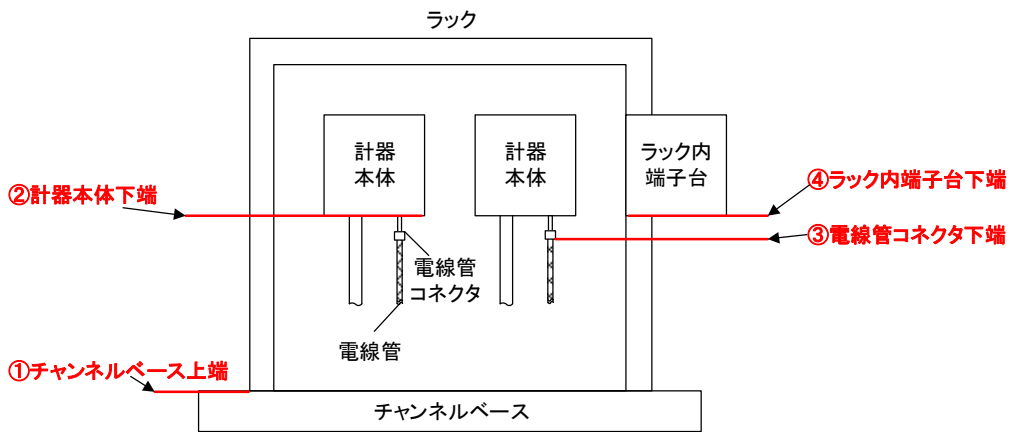 ラック
計器
本体
計器
本体
ラック内
端子台
②計器本体下端
④ラック内端子台下端
③電線管コネクタ下端
電線管
コネクタ
電線管
①チャンネルベース上端
チャンネルベース